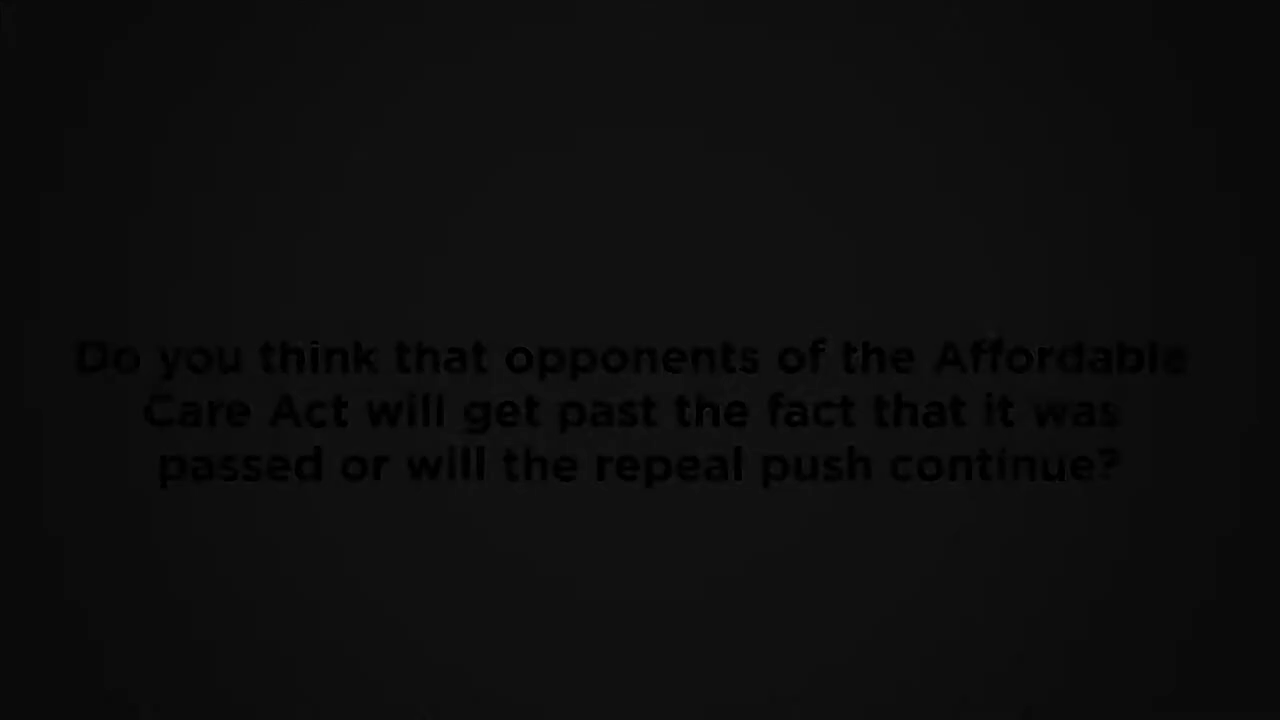 Do you think that opponents of the Affordable
Care Act will get past the fact that it was
passed or will the repeal push continue?